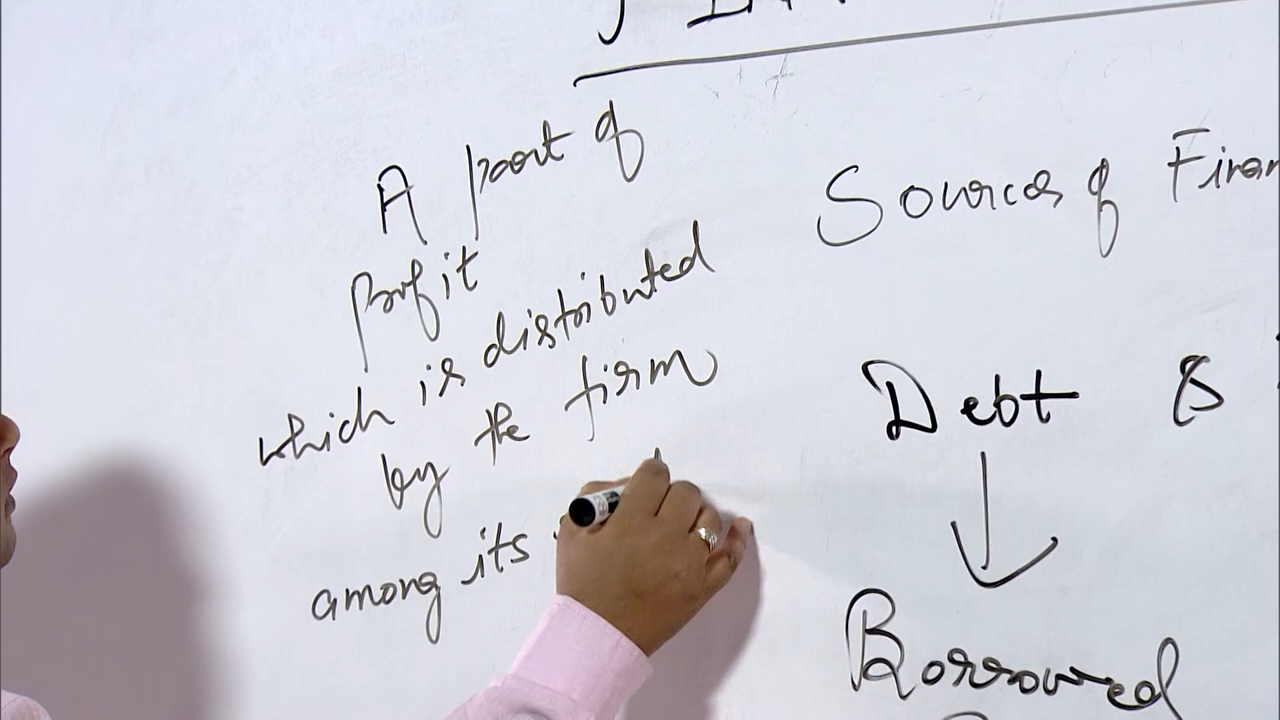 A part of
profit
which is distributed
by the firm
among its
Sources of Finan
Debt &
Borrowed